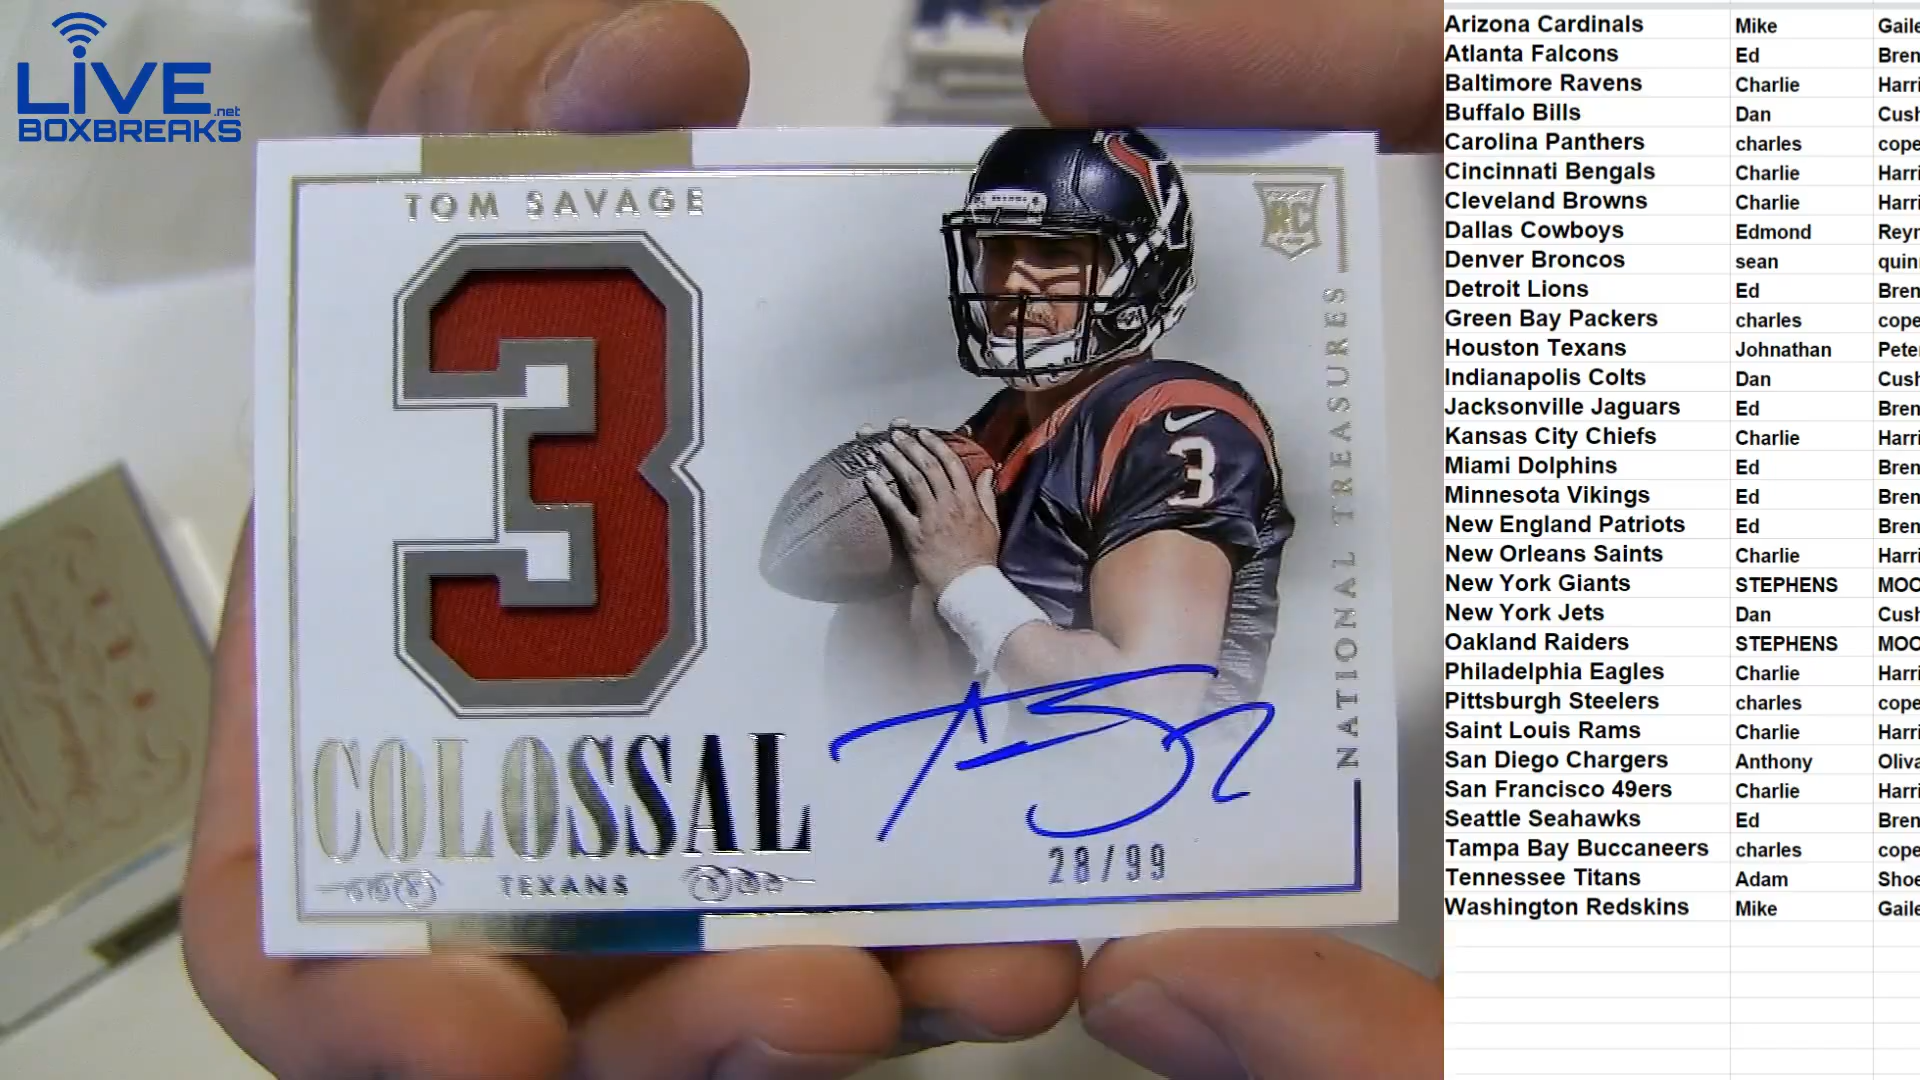 LiVE.net
BOXBREAKS
TOM SAVAGE
RC
3
3
NATIONAL TREASURES
COLOSSAL
TEXANS
28/99
Arizona Cardinals Mike Gaile
Atlanta Falcons Ed Bren
Baltimore Ravens Charlie Harri
Buffalo Bills Dan Cush
Carolina Panthers charles cope
Cincinnati Bengals Charlie Harri
Cleveland Browns Charlie Harri
Dallas Cowboys Edmond Reyn
Denver Broncos sean quin
Detroit Lions Ed Bren
Green Bay Packers charles cope
Houston Texans Johnathan Peter
Indianapolis Colts Dan Cush
Jacksonville Jaguars Ed Bren
Kansas City Chiefs Charlie Harri
Miami Dolphins Ed Bren
Minnesota Vikings Ed Bren
New England Patriots Ed Bren
New Orleans Saints Charlie Harri
New York Giants STEPHENS MOO
New York Jets Dan Cush
Oakland Raiders STEPHENS MOO
Philadelphia Eagles Charlie Harri
Pittsburgh Steelers charles cope
Saint Louis Rams Charlie Harri
San Diego Chargers Anthony Oliva
San Francisco 49ers Charlie Harri
Seattle Seahawks Ed Bren
Tampa Bay Buccaneers charles cope
Tennessee Titans Adam Shoe
Washington Redskins Mike Gaile